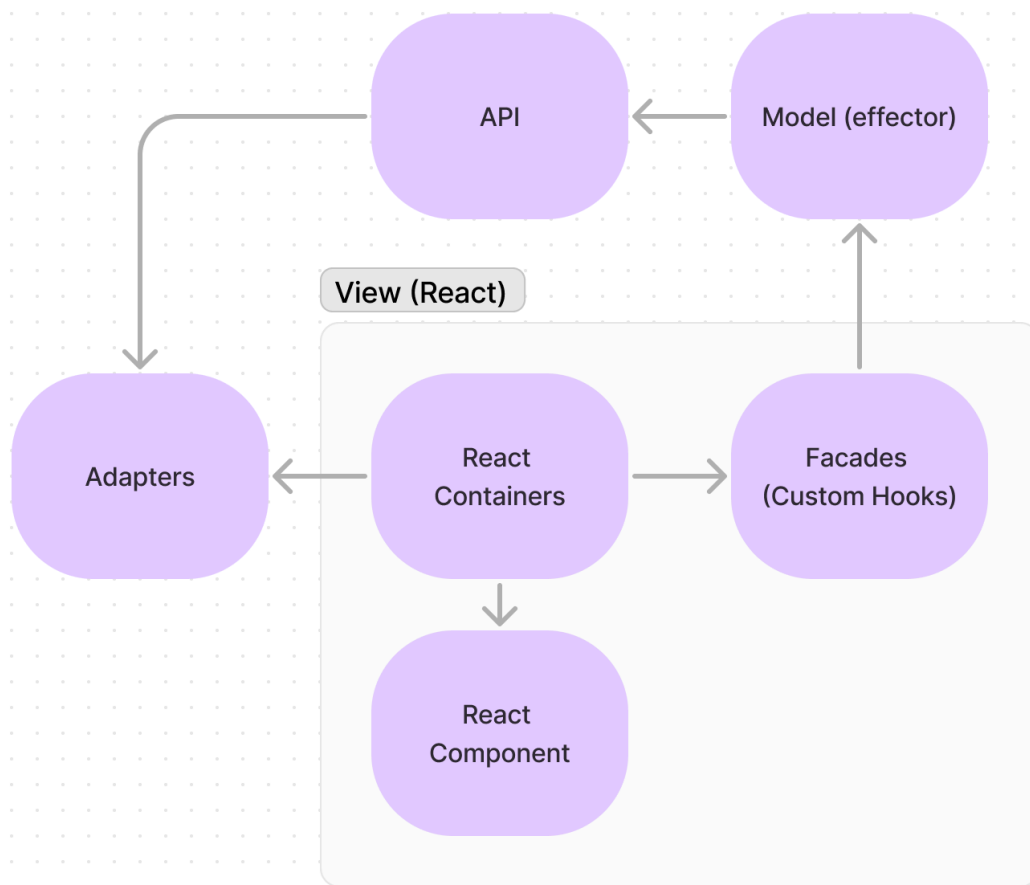 API
Model (effector)
View (React)
Adapters
React
Containers
Facades
(Custom Hooks)
React
Component